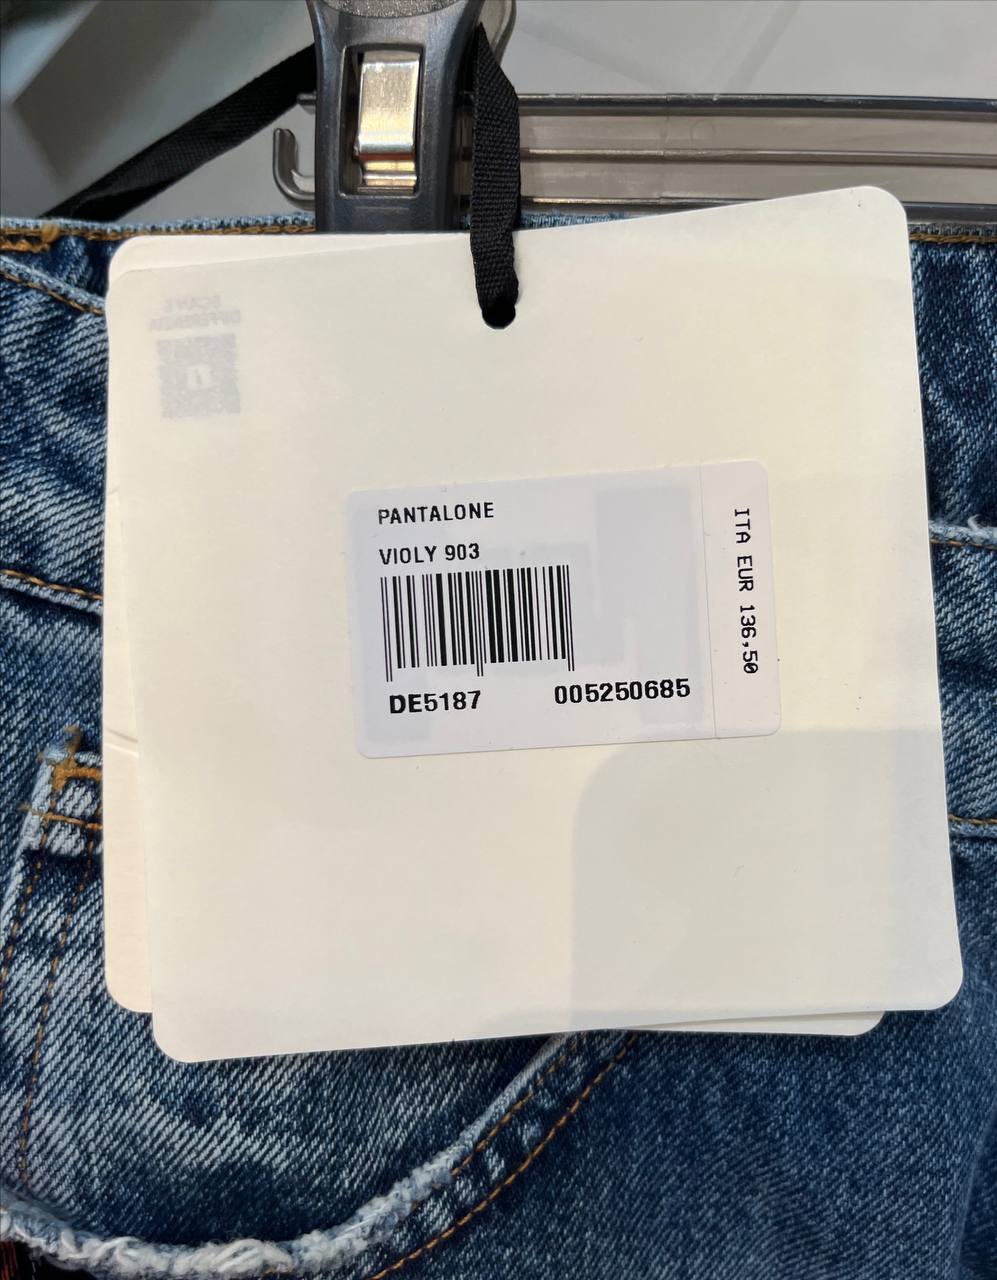 PANTALONE
VIOLY 903
DE5187 005250685
ITA EUR 136,50